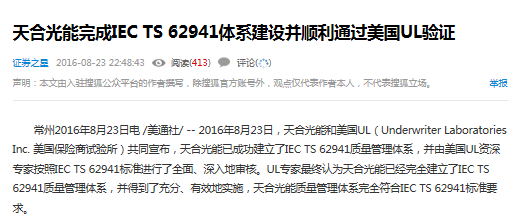 天合光能完成IEC TS 62941体系建设并顺利通过美国UL验证
证券之星 2016-08-23 22:48:43 阅读(413) 评论()
声明：本文由入驻搜狐公众平台的作者撰写，除搜狐官方账号外，观点仅代表作者本人，不代表搜狐立场。 举报
常州2016年8月23日电 /美通社/ -- 2016年8月23日，天合光能和美国UL（Underwriter Laboratories
Inc. 美国保险商试验所）共同宣布，天合光能已成功建立了IEC TS 62941质量管理体系，并由美国UL资深
专家按照IEC TS 62941标准进行了全面、深入地审核。UL专家最终认为天合光能已经完全建立了IEC TS
62941质量管理体系，并得到了充分、有效地实施，天合光能质量管理体系完全符合IEC TS 62941标准要
求。